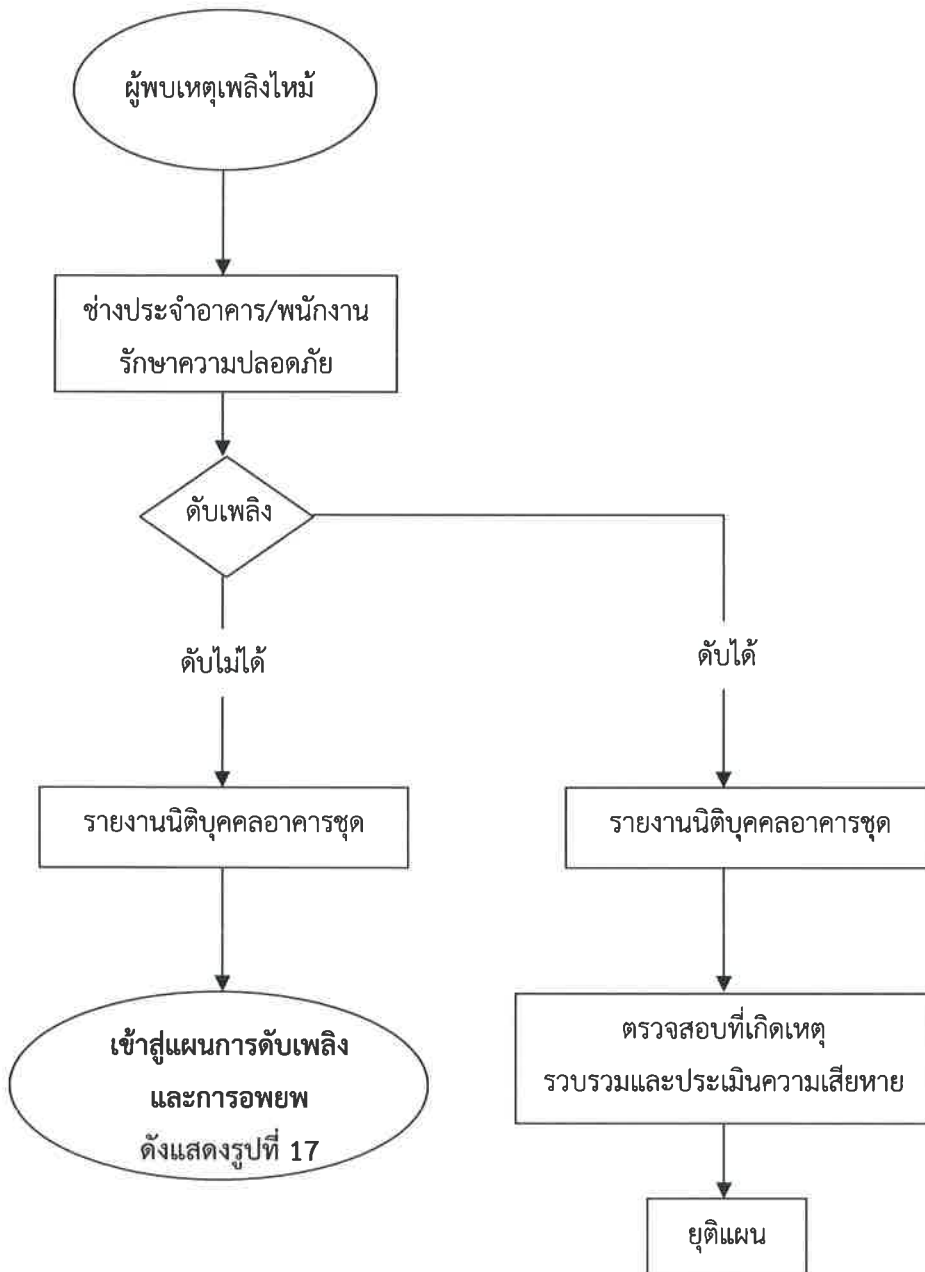 ผู้พบเหตุเพลิงไหม้
ช่างประจำอาคาร/พนักงาน
รักษาความปลอดภัย
ดับเพลิง
ดับไม่ได้
ดับได้
รายงานนิติบุคคลอาคารชุด
รายงานนิติบุคคลอาคารชุด
เข้าสู่แผนการดับเพลิง
และการอพยพ
ดังแสดงรูปที่ 17
ตรวจสอบที่เกิดเหตุ
รวบรวมและประเมินความเสียหาย
ยุติแผน